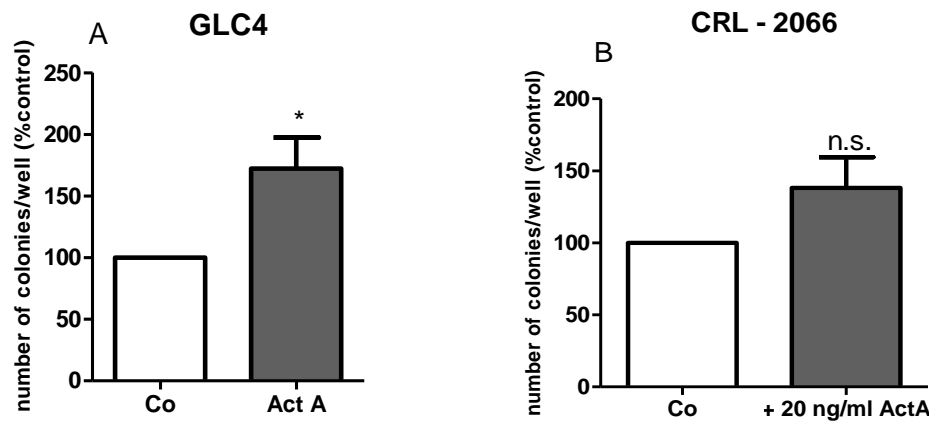 A
GLC4
number of colonies/well (%control)
250
200
150
100
50
0
*
Co
Act A
B
CRL - 2066
number of colonies/well (%control)
200
150
100
50
0
n.s.
Co
+ 20 ng/ml ActA